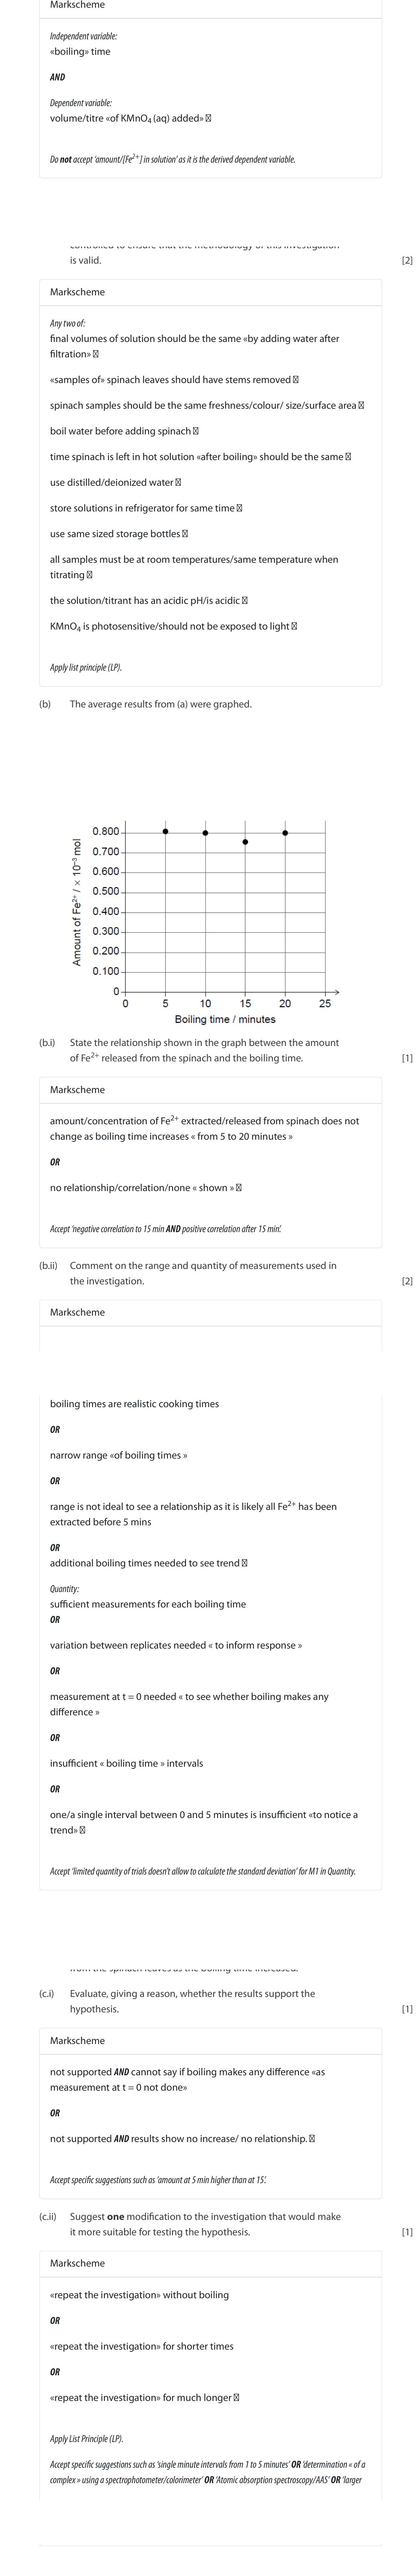 Markscheme
Independent variable:
«boiling» time
AND
Dependent variable:
volume/titre «of KMnO₄ (aq) added»
Do not accept 'amount/[Fe²⁺] in solution' as it is the derived dependent variable.
controlled to ensure that the methodology of this investigation
is valid.
[2]
Markscheme
Any two of:
final volumes of solution should be the same «by adding water after
filtration»
«samples of» spinach leaves should have stems removed
spinach samples should be the same freshness/colour/ size/surface area
boil water before adding spinach
time spinach is left in hot solution «after boiling» should be the same
use distilled/deionized water
store solutions in refrigerator for same time
use same sized storage bottles
all samples must be at room temperatures/same temperature when
titrating
the solution/titrant has an acidic pH/is acidic
KMnO₄ is photosensitive/should not be exposed to light
Apply list principle (LP).
(b) The average results from (a) were graphed.
Amount of Fe²⁺ / × 10⁻³ mol
0.800
0.700
0.600
0.500
0.400
0.300
0.200
0.100
0
0 5 10 15 20 25
Boiling time / minutes
(b.i) State the relationship shown in the graph between the amount
of Fe²⁺ released from the spinach and the boiling time. [1]
Markscheme
amount/concentration of Fe²⁺ extracted/released from spinach does not
change as boiling time increases « from 5 to 20 minutes »
OR
no relationship/correlation/none « shown »
Accept 'negative correlation to 15 min AND positive correlation after 15 min'.
(b.ii) Comment on the range and quantity of measurements used in
the investigation. [2]
Markscheme
boiling times are realistic cooking times
OR
narrow range «of boiling times »
OR
range is not ideal to see a relationship as it is likely all Fe²⁺ has been
extracted before 5 mins
OR
additional boiling times needed to see trend
Quantity:
sufficient measurements for each boiling time
OR
variation between replicates needed « to inform response »
OR
measurement at t = 0 needed « to see whether boiling makes any
difference »
OR
insufficient « boiling time » intervals
OR
one/a single interval between 0 and 5 minutes is insufficient «to notice a
trend»
Accept 'limited quantity of trials doesn't allow to calculate the standard deviation' for M1 in Quantity.
from the spinach leaves as the boiling time increased.
(c.i) Evaluate, giving a reason, whether the results support the
hypothesis. [1]
Markscheme
not supported AND cannot say if boiling makes any difference «as
measurement at t = 0 not done»
OR
not supported AND results show no increase/ no relationship.
Accept specific suggestions such as 'amount at 5 min higher than at 15'.
(c.ii) Suggest one modification to the investigation that would make
it more suitable for testing the hypothesis. [1]
Markscheme
«repeat the investigation» without boiling
OR
«repeat the investigation» for shorter times
OR
«repeat the investigation» for much longer
Apply List Principle (LP).
Accept specific suggestions such as 'single minute intervals from 1 to 5 minutes' OR 'determination « of a
complex » using a spectrophotometer/colorimeter' OR 'Atomic absorption spectroscopy/AAS' OR 'larger